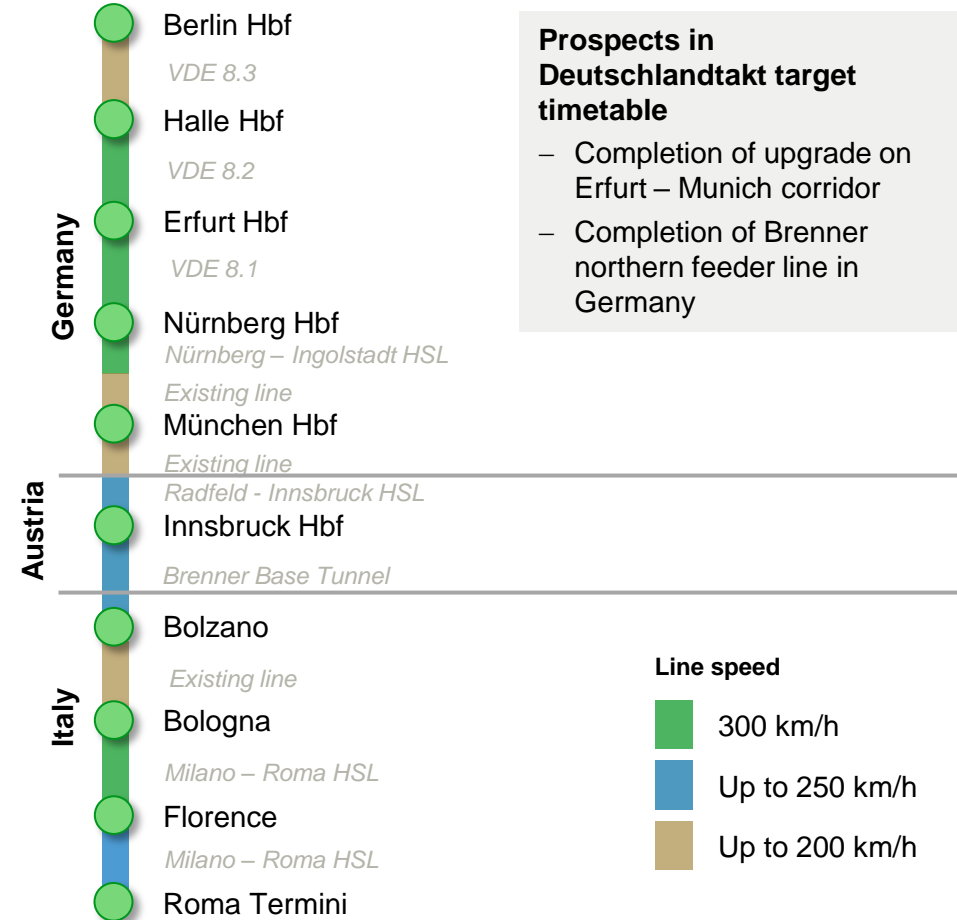 Berlin Hbf
VDE 8.3
Halle Hbf
VDE 8.2
Erfurt Hbf
VDE 8.1
Nürnberg Hbf
Nürnberg – Ingolstadt HSL
Existing line
München Hbf
Existing line
Radfeld - Innsbruck HSL
Innsbruck Hbf
Brenner Base Tunnel
Bolzano
Existing line
Bologna
Milano – Roma HSL
Florence
Milano – Roma HSL
Roma Termini
Germany
Austria
Italy
Prospects in
Deutschlandtakt target
timetable
– Completion of upgrade on
Erfurt – Munich corridor
– Completion of Brenner
northern feeder line in
Germany
Line speed
300 km/h
Up to 250 km/h
Up to 200 km/h